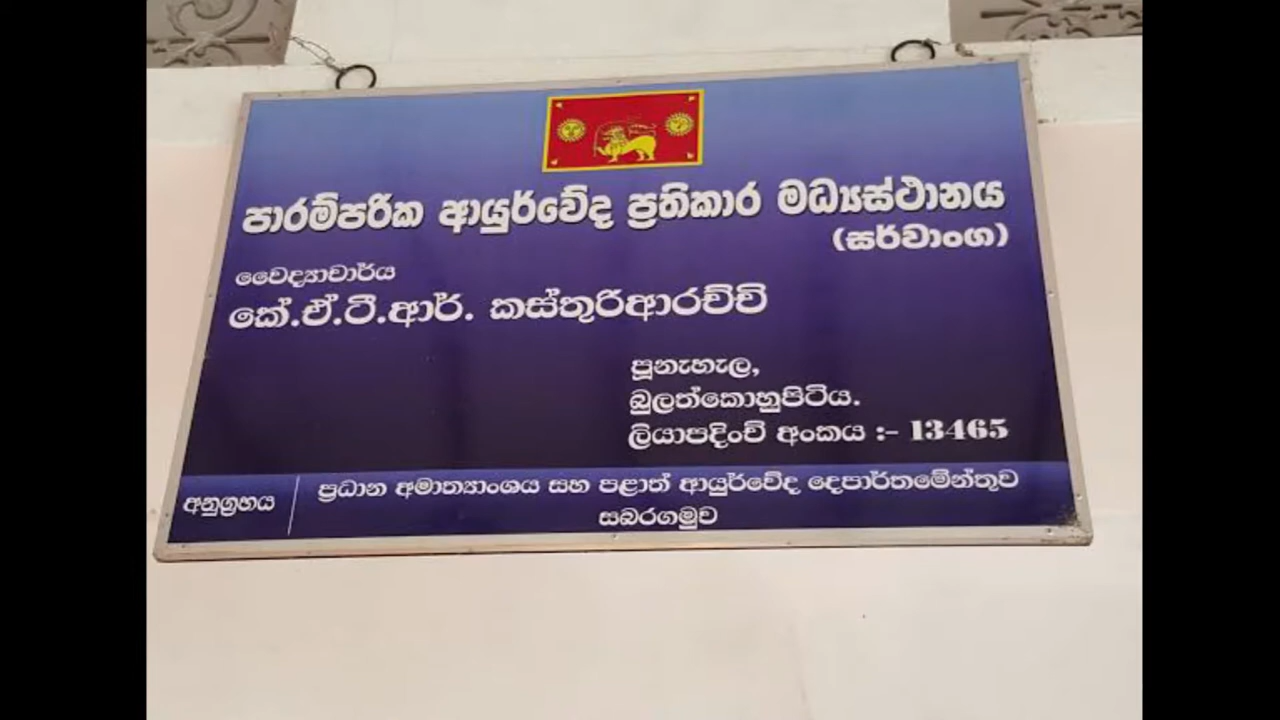 පාරම්පරික ආයුර්වේද ප්‍රතිකාර මධ්‍යස්ථානය
(සර්වාංග)
වෛද්‍යාචාර්ය
කේ.ඒ.ටී.ආර්. කස්තුරිආරච්චි
පූනැහැල,
බුලත්කොහුපිටිය.
ලියාපදිංචි අංකය :- 13465
අනුග්‍රහය
ප්‍රධාන අමාත්‍යාංශය සහ පළාත් ආයුර්වේද දෙපාර්තමේන්තුව
සබරගමුව